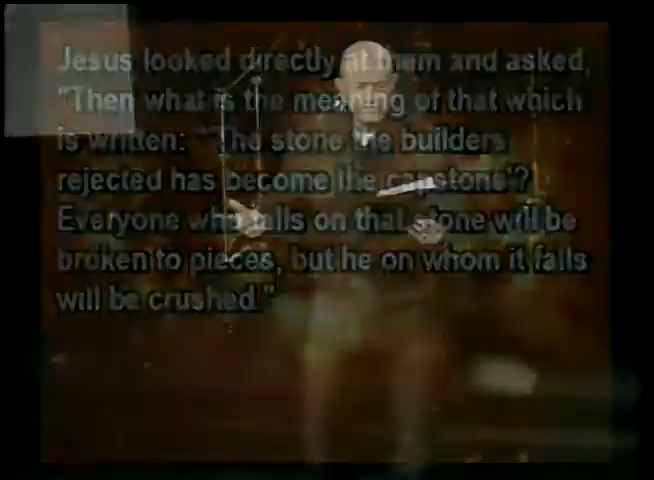 Jesus looked directly at them and asked,
"Then what is the meaning of that which
is written: "'The stone the builders
rejected has become the capstone'?
Everyone who falls on that stone will be
broken to pieces, but he on whom it falls
will be crushed."